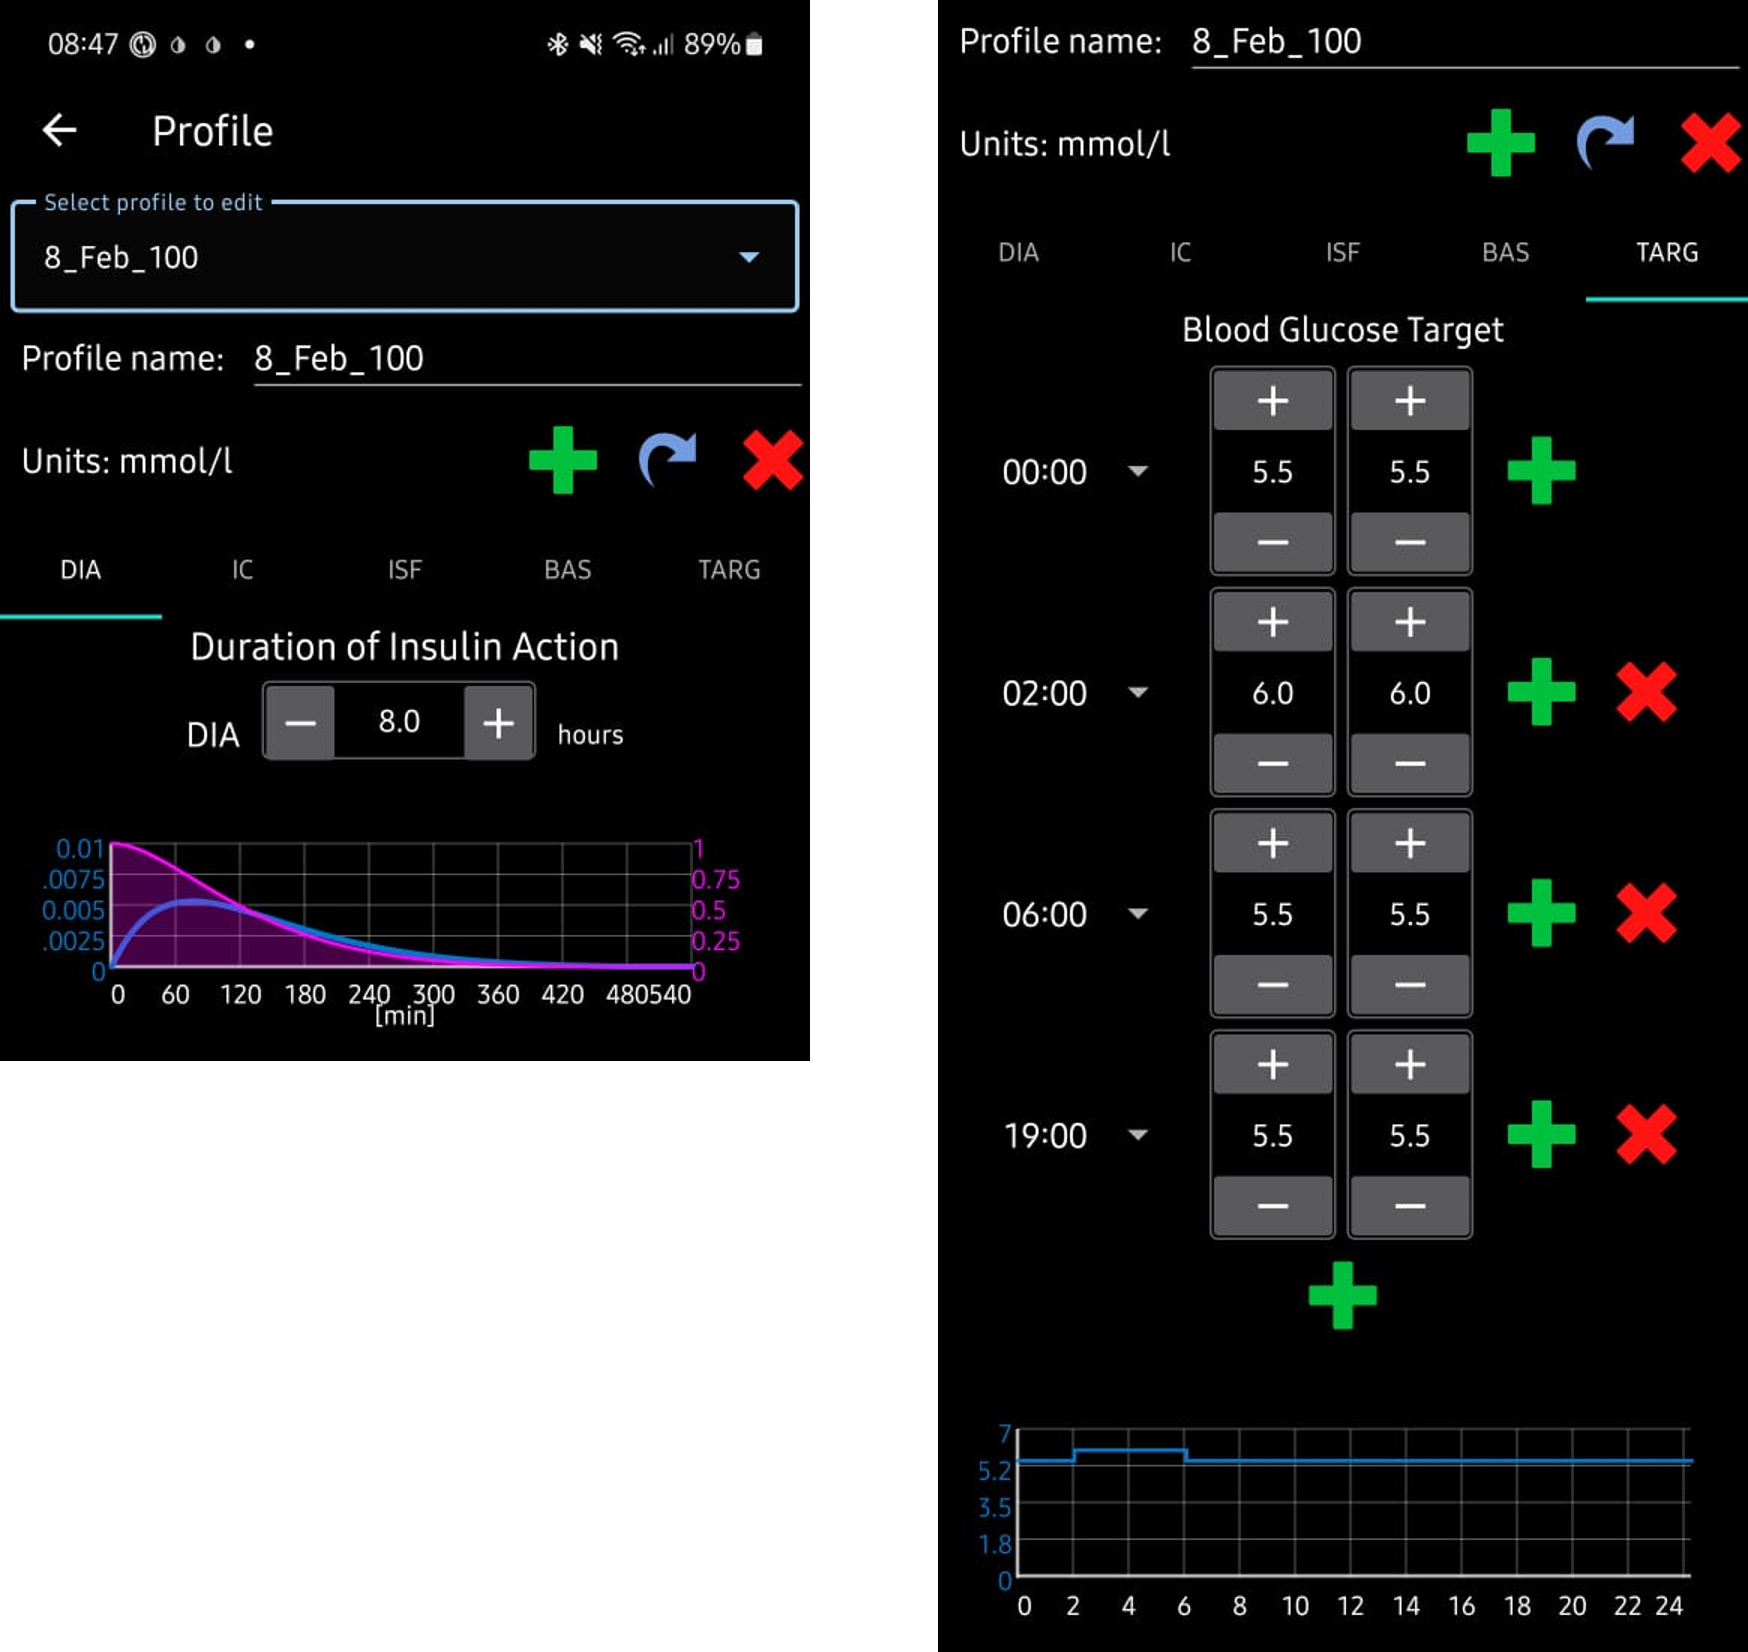 08:47 89%
Profile
Select profile to edit
8_Feb_100
Profile name: 8_Feb_100
Units: mmol/l
DIA IC ISF BAS TARG
Duration of Insulin Action
DIA − 8.0 + hours
0.01 1
.0075 0.75
0.005 0.5
.0025 0.25
0 0
0 60 120 180 240 300 360 420 480540
[min]
Profile name: 8_Feb_100
Units: mmol/l
DIA IC ISF BAS TARG
Blood Glucose Target
+ +
00:00 5.5 5.5
− −
+ +
02:00 6.0 6.0
− −
+ +
06:00 5.5 5.5
− −
+ +
19:00 5.5 5.5
− −
7
5.2
3.5
1.8
0
0 2 4 6 8 10 12 14 16 18 20 22 24